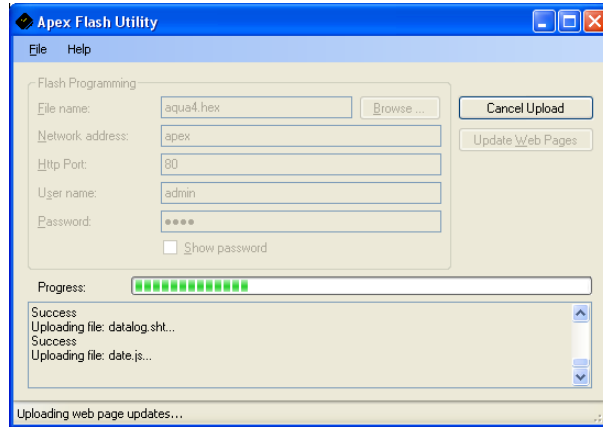 Apex Flash Utility
File Help
Flash Programming
File name: aqua4.hex Browse ... Cancel Upload
Network address: apex Update Web Pages
Http Port: 80
User name: admin
Password: ●●●●
Show password
Progress:
Success
Uploading file: datalog.sht...
Success
Uploading file: date.js...
Uploading web page updates...